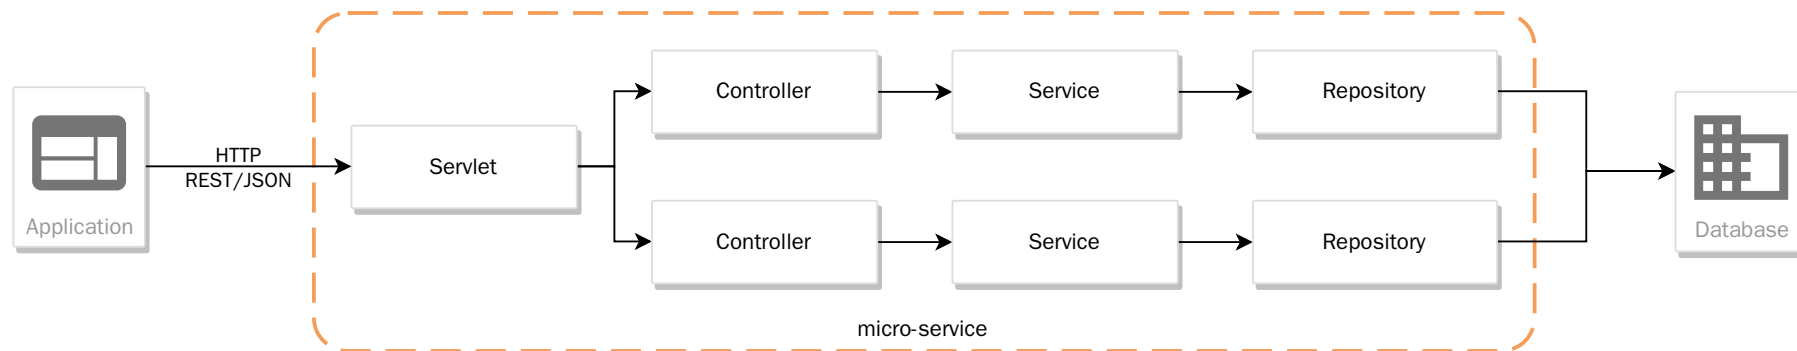 Application
HTTP
REST/JSON
Servlet
Controller
Service
Repository
Controller
Service
Repository
Database
micro-service